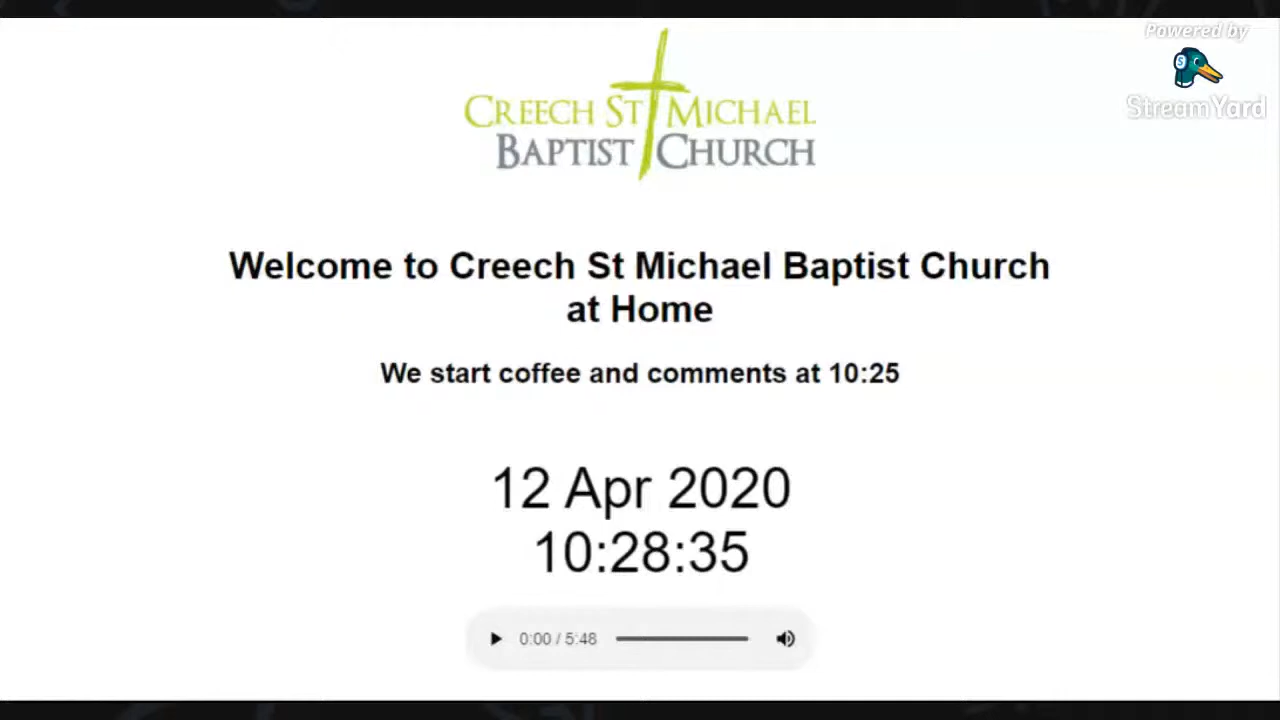 Powered by
StreamYard
CREECH ST MICHAEL
BAPTIST CHURCH
Welcome to Creech St Michael Baptist Church
at Home
We start coffee and comments at 10:25
12 Apr 2020
10:28:35
0:00 / 5:48